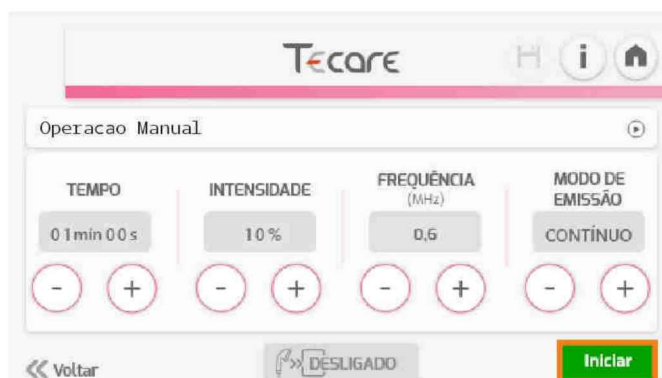 Tecare
H i
Operacao Manual
TEMPO INTENSIDADE FREQUÊNCIA (MHz) MODO DE EMISSÃO
01min00s 10% 0,6 CONTÍNUO
- + - + - + - +
Voltar DESLIGADO Iniciar